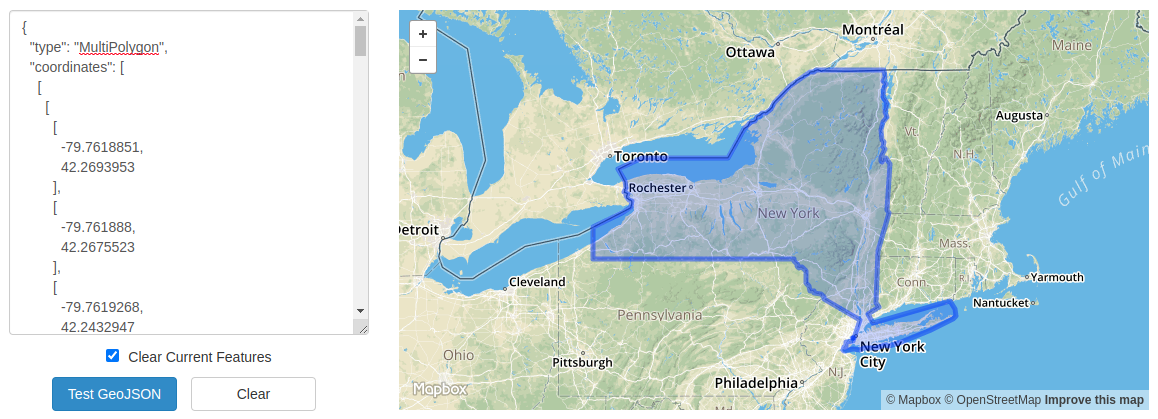 {
"type": "MultiPolygon",
"coordinates": [
[
[
[
-79.7618851,
42.2693953
],
[
-79.761888,
42.2675523
],
[
-79.7619268,
42.2432947
Clear Current Features
Test GeoJSON
Clear
+
−
Montréal
Ottawa
Maine
Augusta
Toronto
Vt.
N.H.
Gulf of Main
Rochester
New York
Detroit
Mass.
Cleveland
Conn.
R.I.
Yarmouth
Nantucket
Pennsylvania
Ohio
Pittsburgh
New York
City
N.J.
Philadelphia
Mapbox
© Mapbox © OpenStreetMap Improve this map